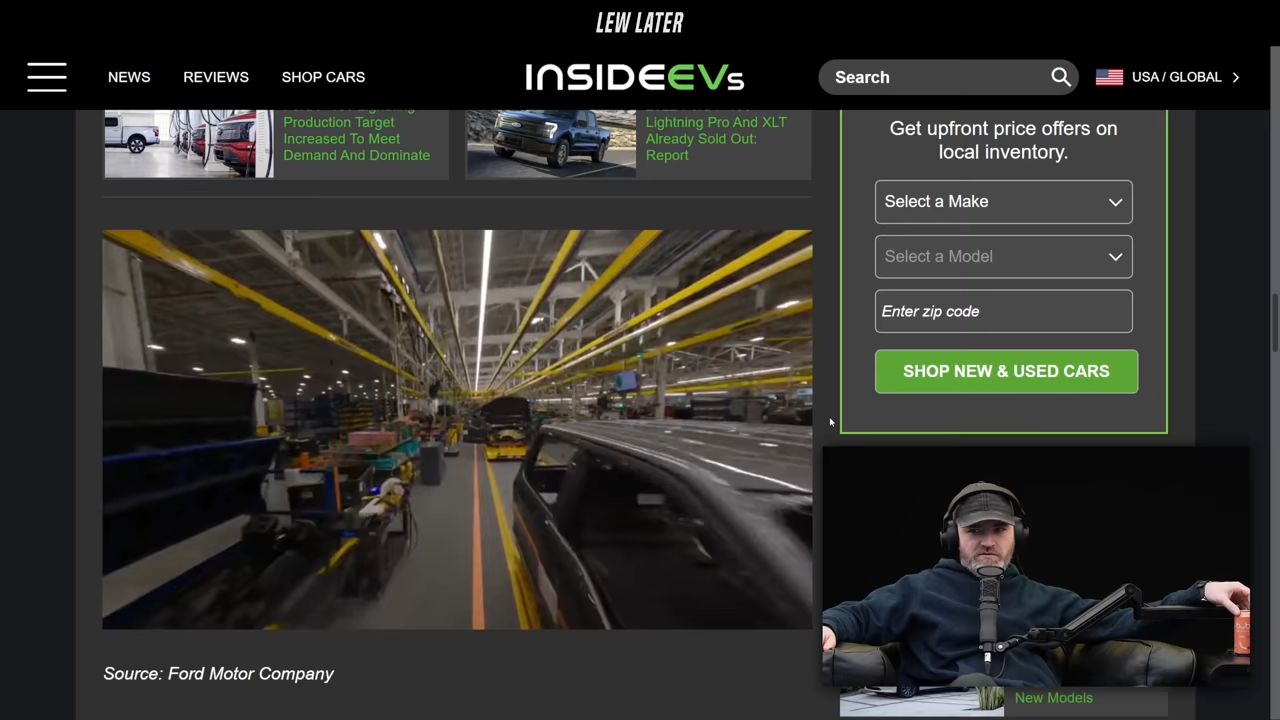 LEW LATER
NEWS
REVIEWS
SHOP CARS
INSIDEEVs
Search
USA / GLOBAL
Production Target
Increased To Meet
Demand And Dominate
Lightning Pro And XLT
Already Sold Out:
Report
Get upfront price offers on
local inventory.
Select a Make
Select a Model
Enter zip code
SHOP NEW & USED CARS
Source: Ford Motor Company
New Models